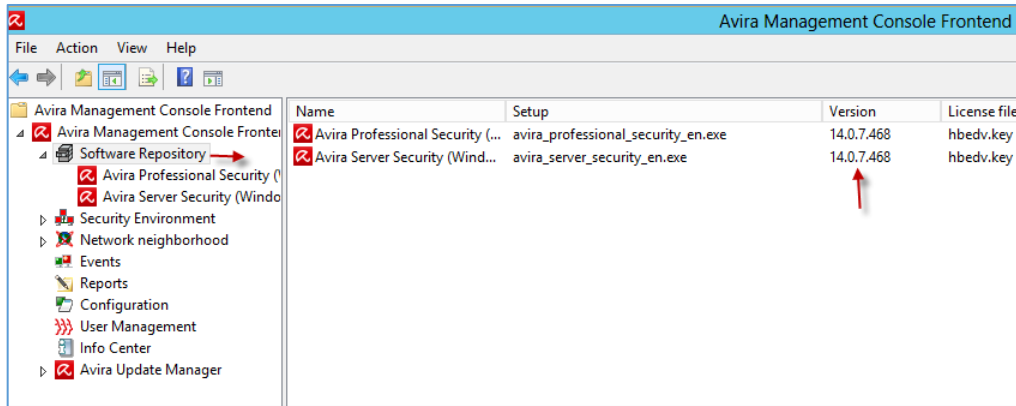 Avira Management Console Frontend
File Action View Help
Avira Management Console Frontend
Avira Management Console Fronter
Software Repository
Avira Professional Security (
Avira Server Security (Windo
Security Environment
Network neighborhood
Events
Reports
Configuration
User Management
Info Center
Avira Update Manager
Name Setup Version License file
Avira Professional Security (... avira_professional_security_en.exe 14.0.7.468 hbedv.key
Avira Server Security (Wind... avira_server_security_en.exe 14.0.7.468 hbedv.key